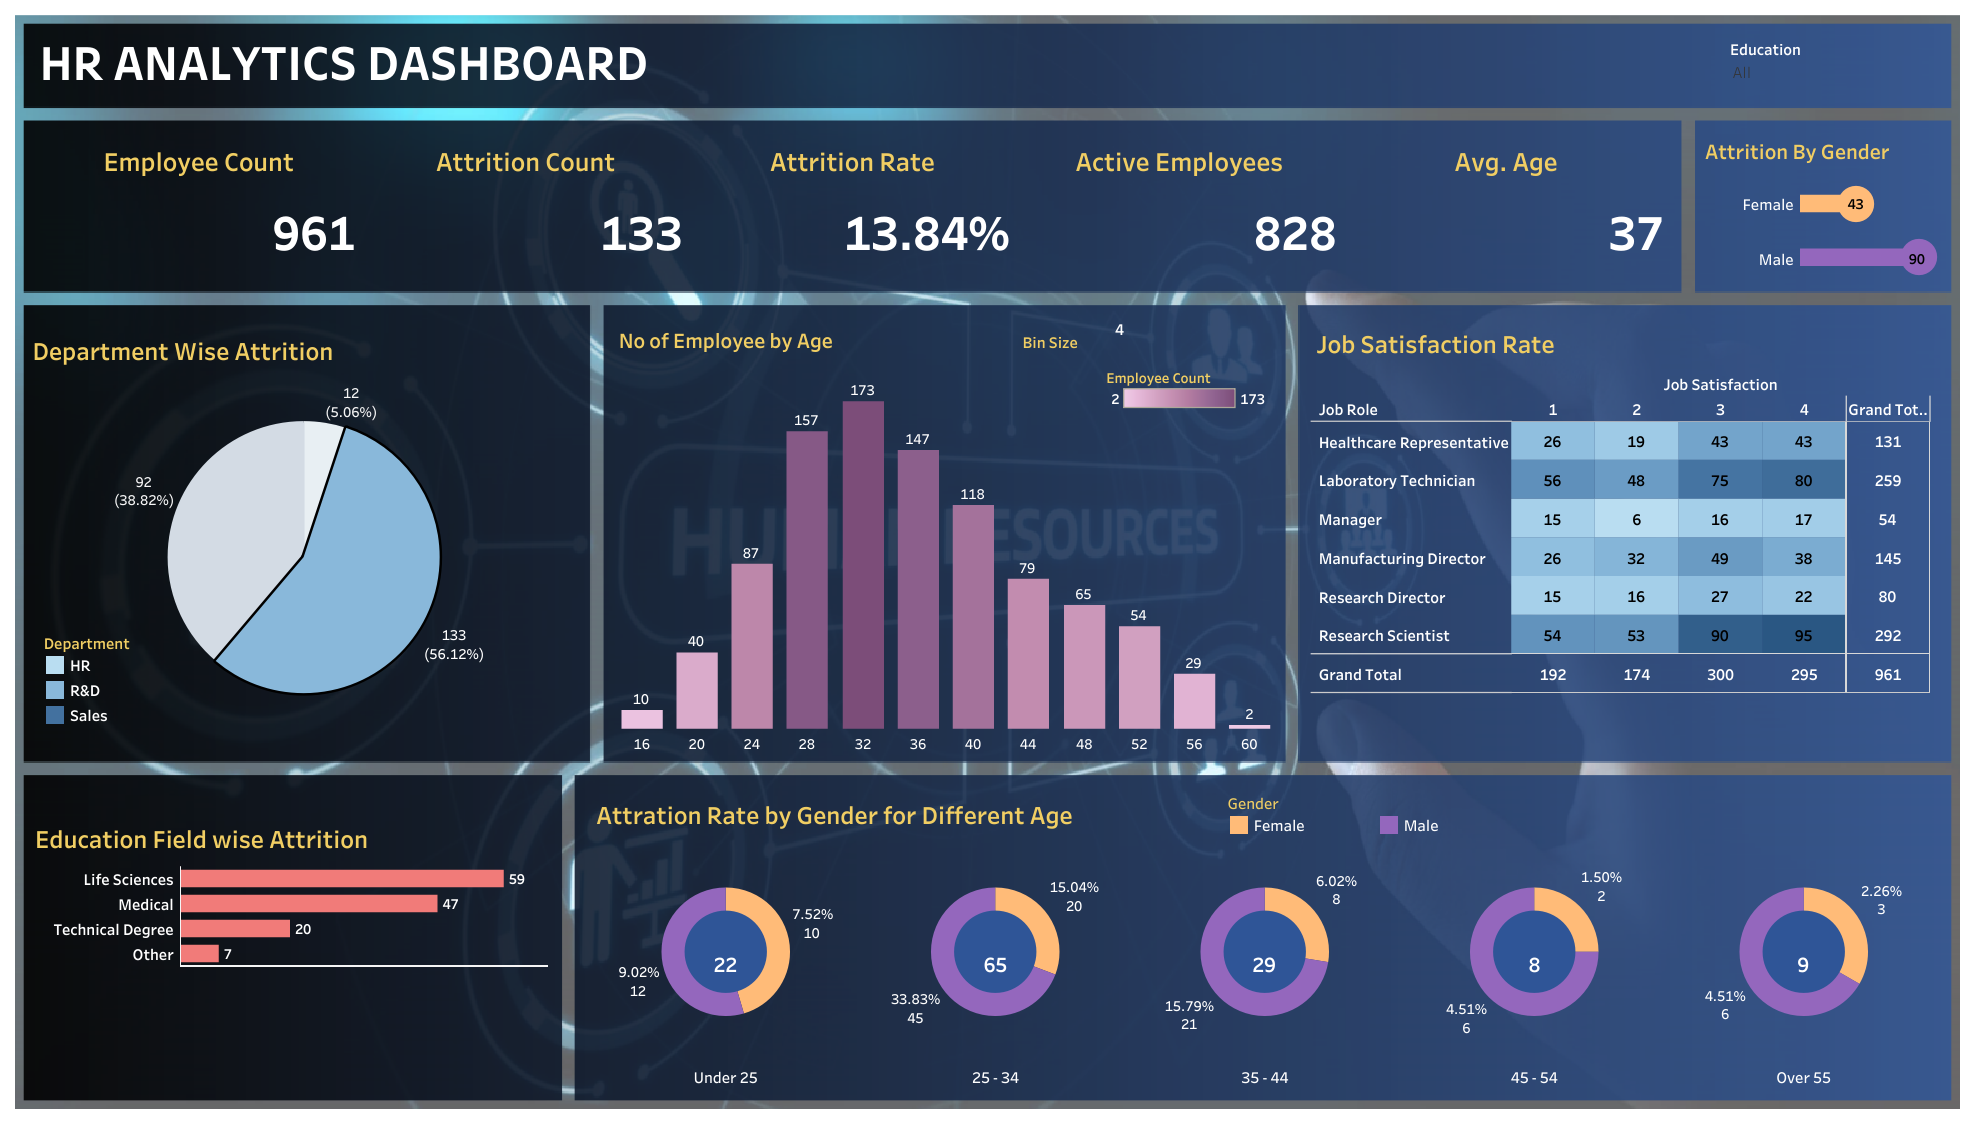 HR ANALYTICS DASHBOARD
Education
All
Employee Count
Attrition Count
Attrition Rate
Active Employees
Avg. Age
961
133
13.84%
828
37
Attrition By Gender
Female 43
Male 90
Department Wise Attrition
12
(5.06%)
92
(38.82%)
133
(56.12%)
Department
HR
R&D
Sales
No of Employee by Age
Bin Size
4
Employee Count
2 173
10
40
87
157
173
147
118
79
65
54
29
2
16 20 24 28 32 36 40 44 48 52 56 60
HUMAN RESOURCES
Job Satisfaction Rate
Job Satisfaction
Job Role 1 2 3 4 Grand Tot..
Healthcare Representative 26 19 43 43 131
Laboratory Technician 56 48 75 80 259
Manager 15 6 16 17 54
Manufacturing Director 26 32 49 38 145
Research Director 15 16 27 22 80
Research Scientist 54 53 90 95 292
Grand Total 192 174 300 295 961
Education Field wise Attrition
Life Sciences 59
Medical 47
Technical Degree 20
Other 7
Attration Rate by Gender for Different Age
Gender
Female
Male
7.52%
10
22
9.02%
12
Under 25
15.04%
20
65
33.83%
45
25 - 34
6.02%
8
29
15.79%
21
35 - 44
1.50%
2
8
4.51%
6
45 - 54
2.26%
3
9
4.51%
6
Over 55